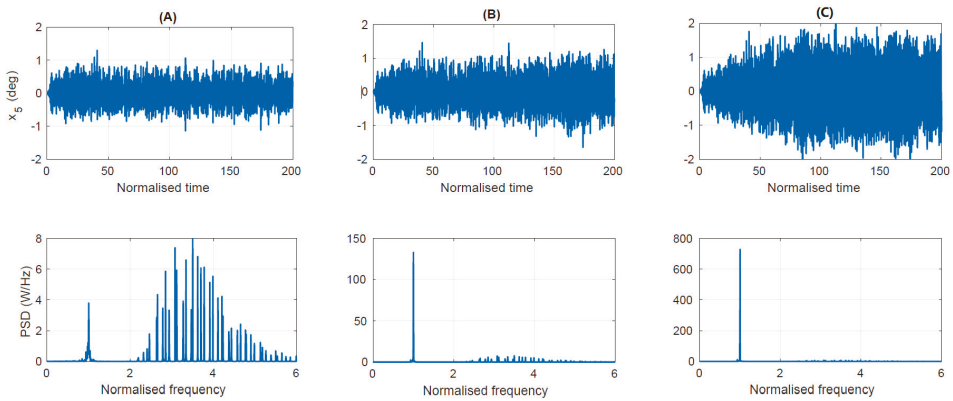 (A)
(B)
(C)
2
1
0
-1
-2
x5 (deg.)
0 50 100 150 200
Normalised time
2
1
0
-1
-2
0 50 100 150 200
Normalised time
2
1
0
-1
-2
0 50 100 150 200
Normalised time
8
6
4
2
0
PSD (W/Hz)
0 2 4 6
Normalised frequency
150
100
50
0
0 2 4 6
Normalised frequency
800
600
400
200
0
0 2 4 6
Normalised frequency